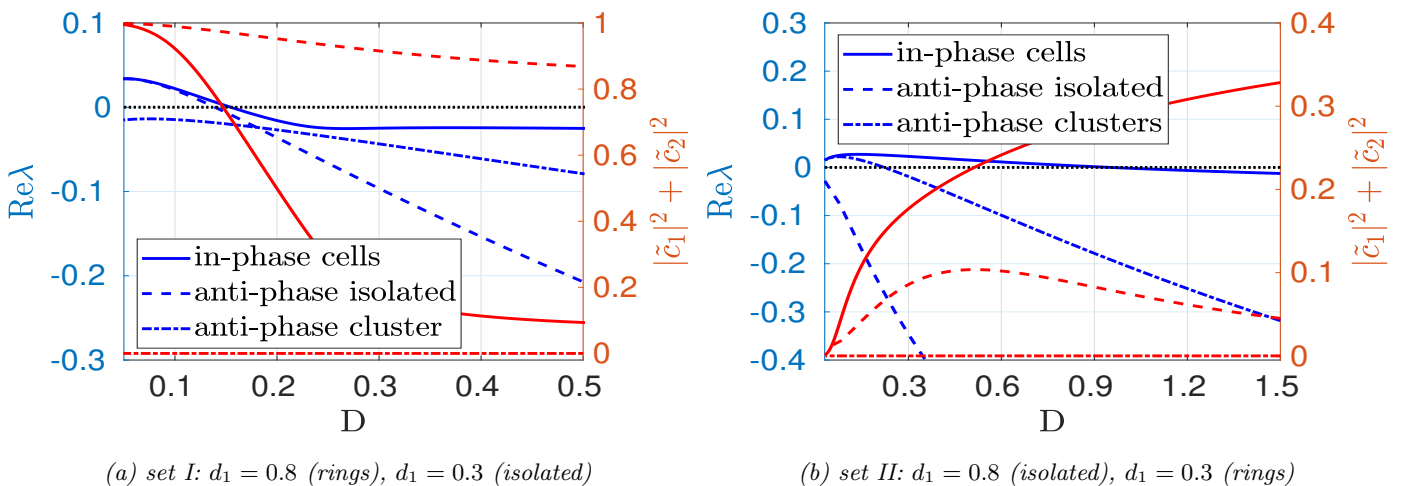 0.1
0
-0.1
-0.2
-0.3
Reλ
1
0.8
0.6
0.4
0.2
0
|c̃₁|² + |c̃₂|²
in-phase cells
anti-phase isolated
anti-phase cluster
0.1 0.2 0.3 0.4 0.5
D
(a) set I: d₁ = 0.8 (rings), d₁ = 0.3 (isolated)
0.3
0.2
0.1
0
-0.1
-0.2
-0.3
-0.4
Reλ
0.4
0.3
0.2
0.1
0
|c̃₁|² + |c̃₂|²
in-phase cells
anti-phase isolated
anti-phase clusters
0.3 0.6 0.9 1.2 1.5
D
(b) set II: d₁ = 0.8 (isolated), d₁ = 0.3 (rings)